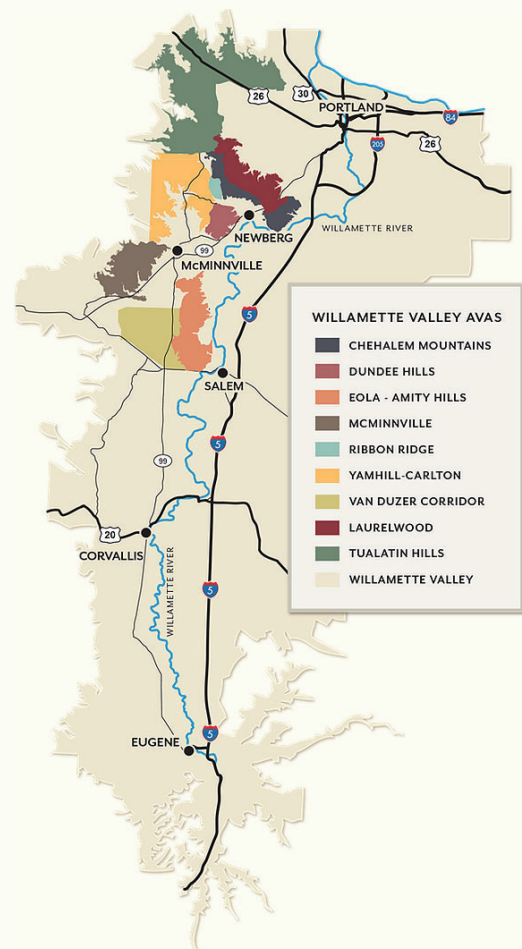 26
30
PORTLAND
84
205
26
WILLAMETTE RIVER
NEWBERG
99
McMINNVILLE
5
SALEM
5
99
20
CORVALLIS
WILLAMETTE RIVER
5
EUGENE
5
WILLAMETTE VALLEY AVAS
CHEHALEM MOUNTAINS
DUNDEE HILLS
EOLA - AMITY HILLS
MCMINNVILLE
RIBBON RIDGE
YAMHILL-CARLTON
VAN DUZER CORRIDOR
LAURELWOOD
TUALATIN HILLS
WILLAMETTE VALLEY